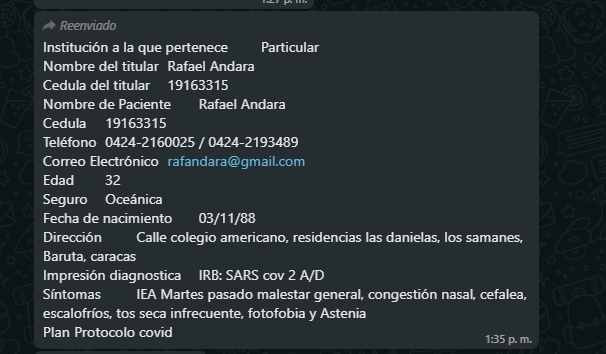 1:27 p. m.
Reenviado
Institución a la que pertenece Particular
Nombre del titular Rafael Andara
Cedula del titular 19163315
Nombre de Paciente Rafael Andara
Cedula 19163315
Teléfono 0424-2160025 / 0424-2193489
Correo Electrónico rafandara@gmail.com
Edad 32
Seguro Oceánica
Fecha de nacimiento 03/11/88
Dirección Calle colegio americano, residencias las danielas, los samanes,
Baruta, caracas
Impresión diagnostica IRB: SARS cov 2 A/D
Síntomas IEA Martes pasado malestar general, congestión nasal, cefalea,
escalofríos, tos seca infrecuente, fotofobia y Astenia
Plan Protocolo covid
1:35 p. m.